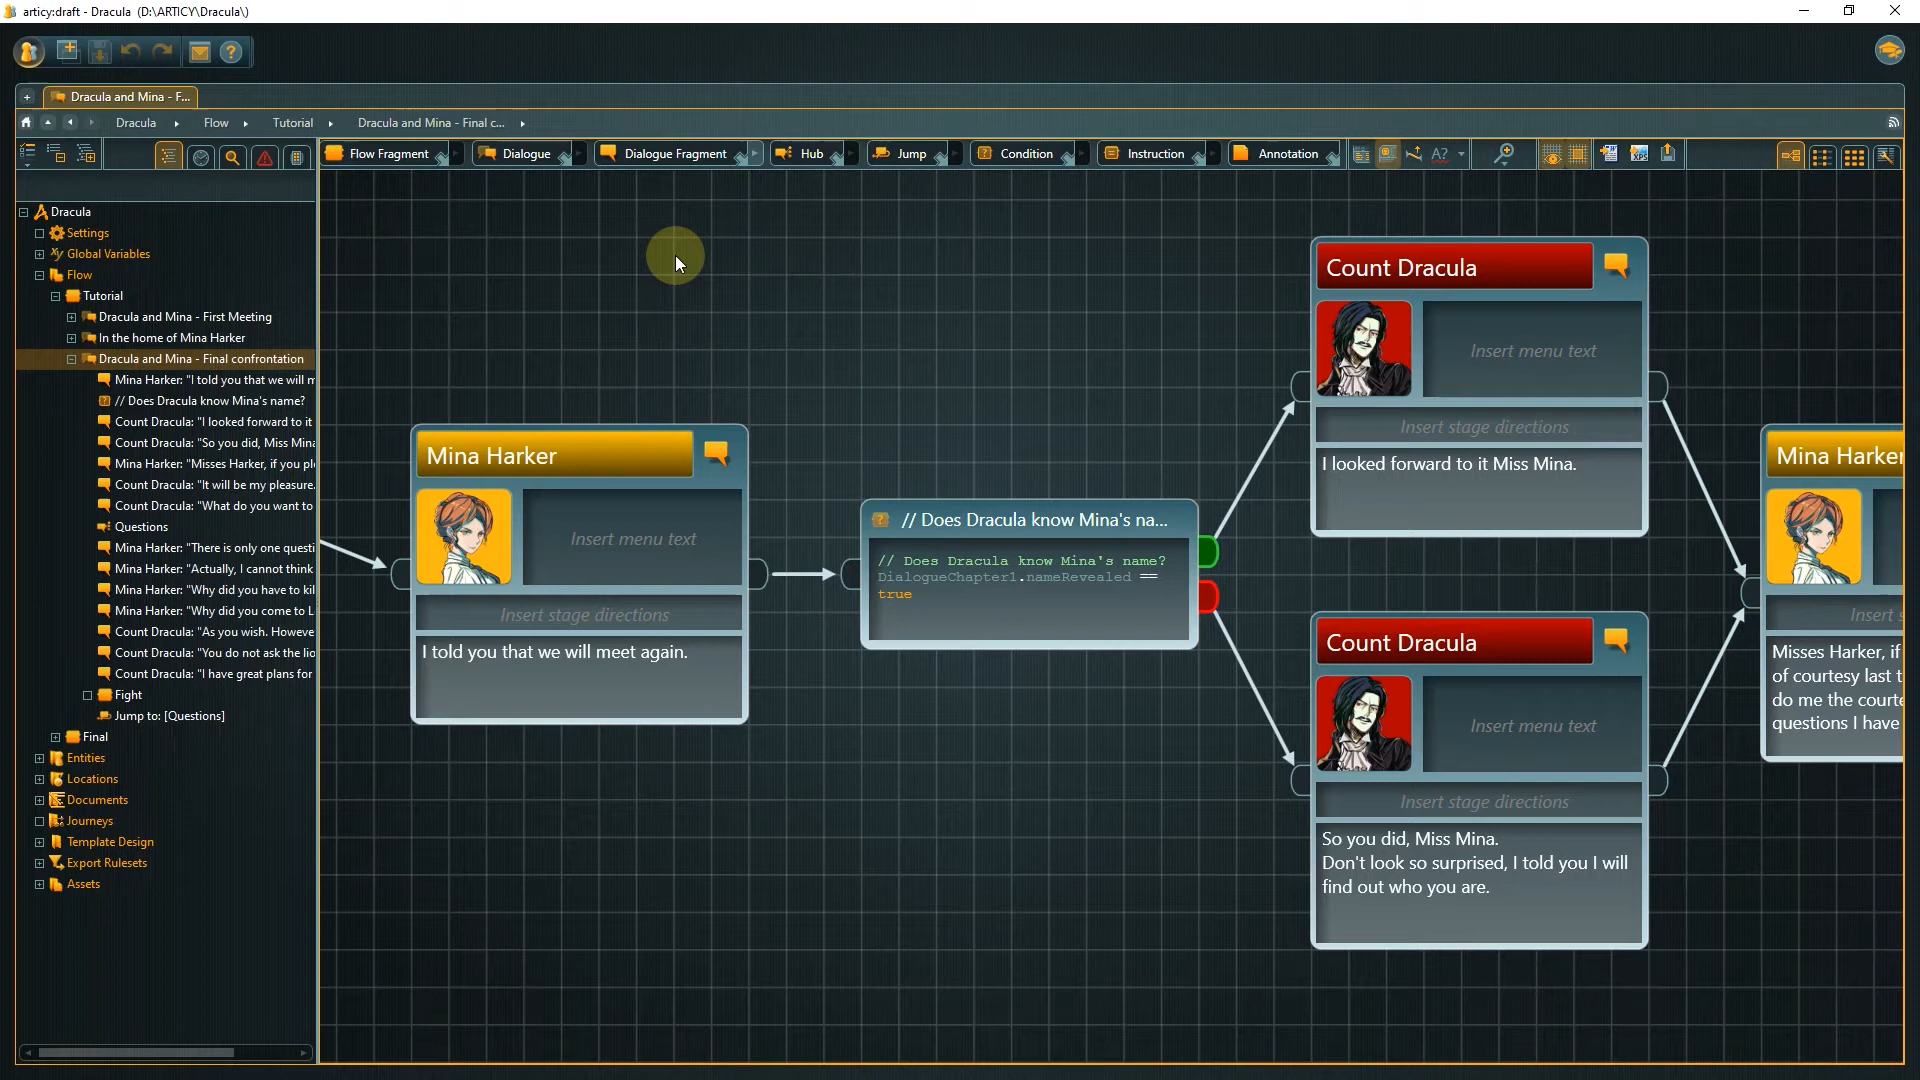 articy:draft - Dracula (D:\ARTICY\Dracula\)
Dracula and Mina - F...
Dracula
Flow
Tutorial
Dracula and Mina - Final c...
Flow Fragment
Dialogue
Dialogue Fragment
Hub
Jump
Condition
Instruction
Annotation
Dracula
Settings
Global Variables
Flow
Tutorial
Dracula and Mina - First Meeting
In the home of Mina Harker
Dracula and Mina - Final confrontation
Mina Harker: "I told you that we will m
// Does Dracula know Mina's name?
Count Dracula: "I looked forward to it
Count Dracula: "So you did, Miss Mina
Mina Harker: "Misses Harker, if you pl
Count Dracula: "It will be my pleasure.
Count Dracula: "What do you want to
Questions
Mina Harker: "There is only one questi
Mina Harker: "Actually, I cannot think
Mina Harker: "Why did you have to kil
Mina Harker: "Why did you come to L
Count Dracula: "As you wish. Howeve
Count Dracula: "You do not ask the lio
Count Dracula: "I have great plans for
Fight
Jump to: [Questions]
Final
Entities
Locations
Documents
Journeys
Template Design
Export Rulesets
Assets
Mina Harker
Insert menu text
Insert stage directions
I told you that we will meet again.
// Does Dracula know Mina's na...
// Does Dracula know Mina's name?
DialogueChapter1.nameRevealed ==
true
Count Dracula
Insert menu text
Insert stage directions
I looked forward to it Miss Mina.
Count Dracula
Insert menu text
Insert stage directions
So you did, Miss Mina.
Don't look so surprised, I told you I will
find out who you are.
Mina Harker
Insert s
Misses Harker, if
of courtesy last t
do me the courte
questions I have